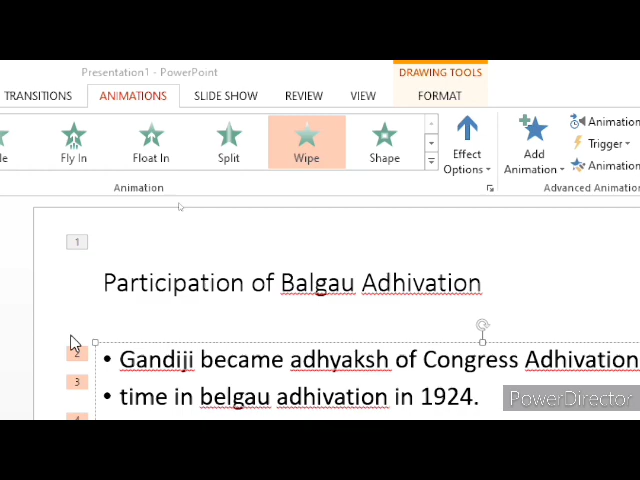 Presentation1 - PowerPoint
DRAWING TOOLS
TRANSITIONS ANIMATIONS SLIDE SHOW REVIEW VIEW FORMAT
Fly In Float In Split Wipe Shape Effect Options Add Animation
Animation
Trigger
Animation
Animation Advanced Animatio
1
Participation of Balgau Adhivation
2
• Gandiji became adhyaksh of Congress Adhivation
3
• time in belgau adhivation in 1924.
PowerDirector